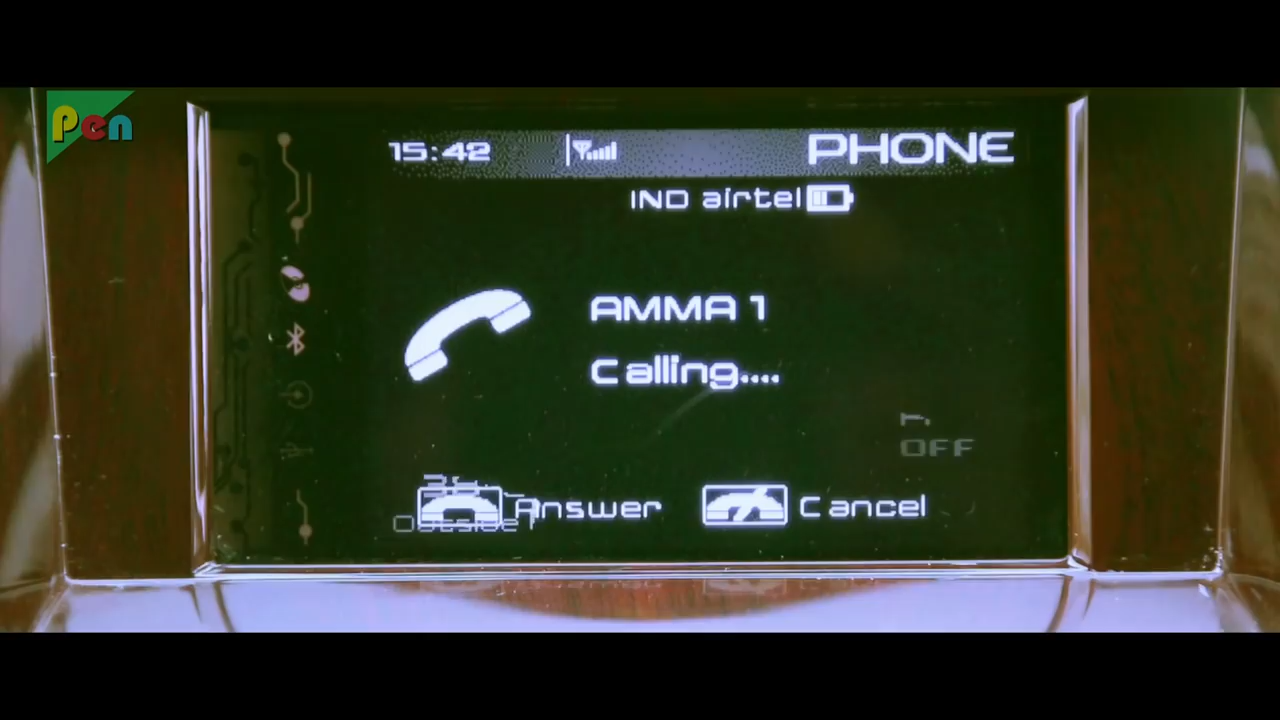 Pen
15:42
PHONE
IND airtel
AMMA 1
Calling....
OFF
Answer
Cancel